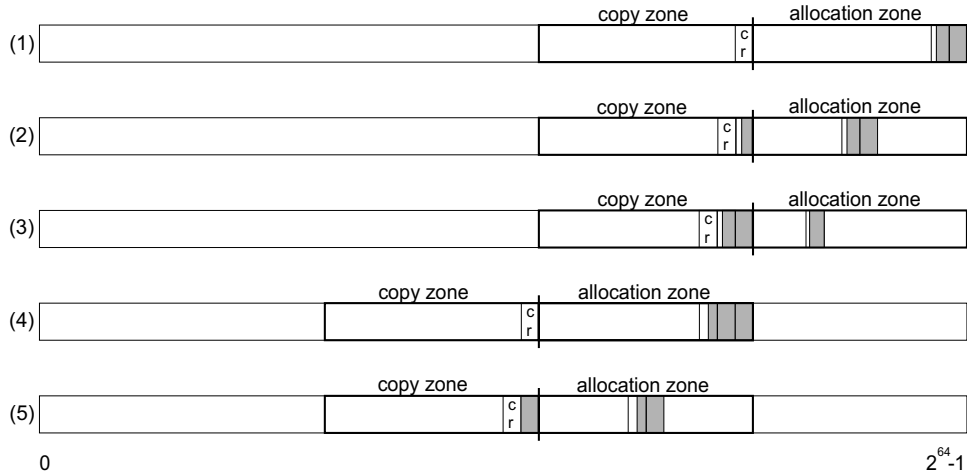 copy zone allocation zone
(1) c r
copy zone allocation zone
(2) c r
copy zone allocation zone
(3) c r
copy zone allocation zone
(4) c r
copy zone allocation zone
(5) c r
0 2^64-1